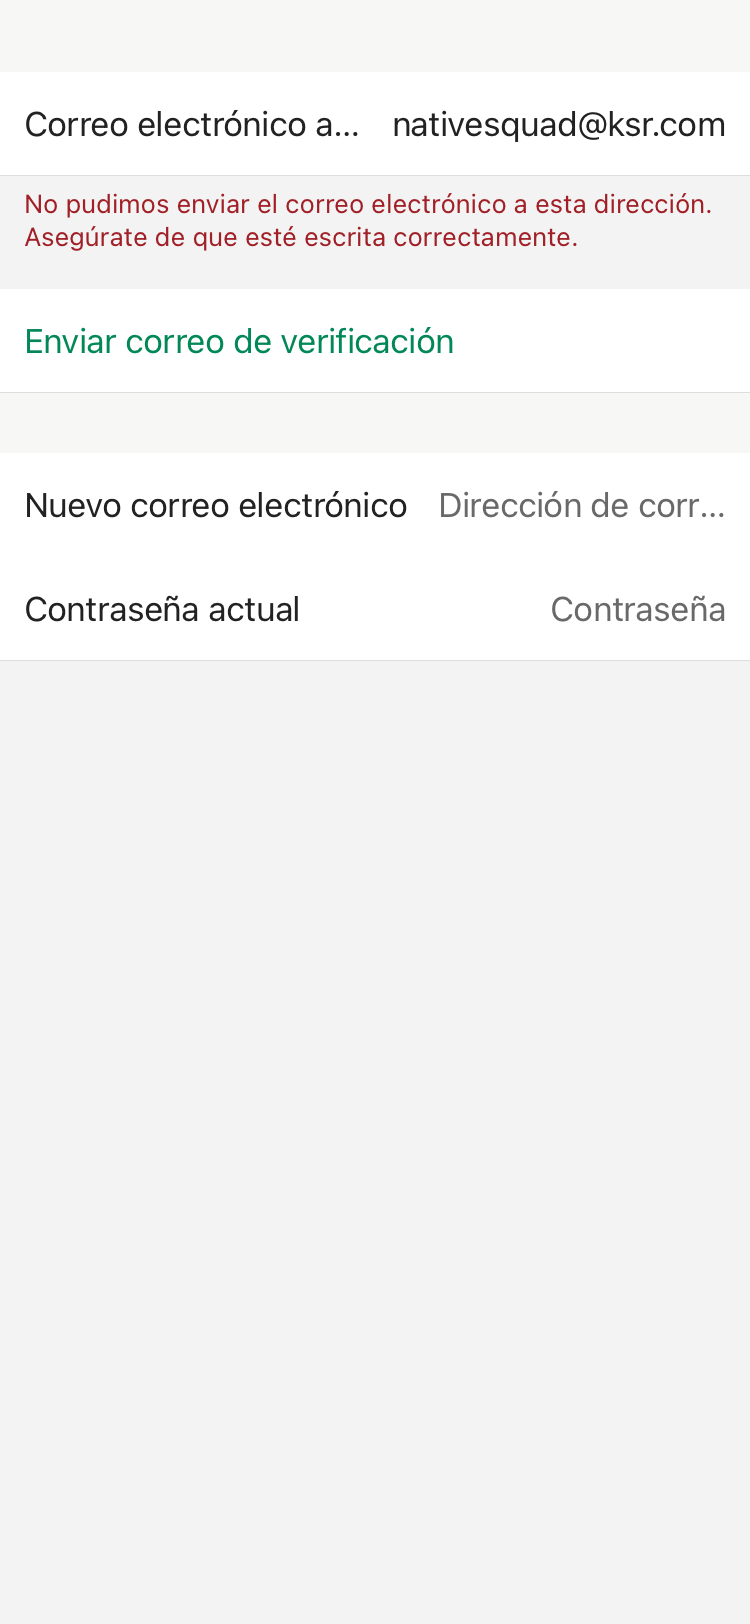 Correo electrónico a... nativesquad@ksr.com
No pudimos enviar el correo electrónico a esta dirección.
Asegúrate de que esté escrita correctamente.
Enviar correo de verificación
Nuevo correo electrónico Dirección de corr...
Contraseña actual Contraseña